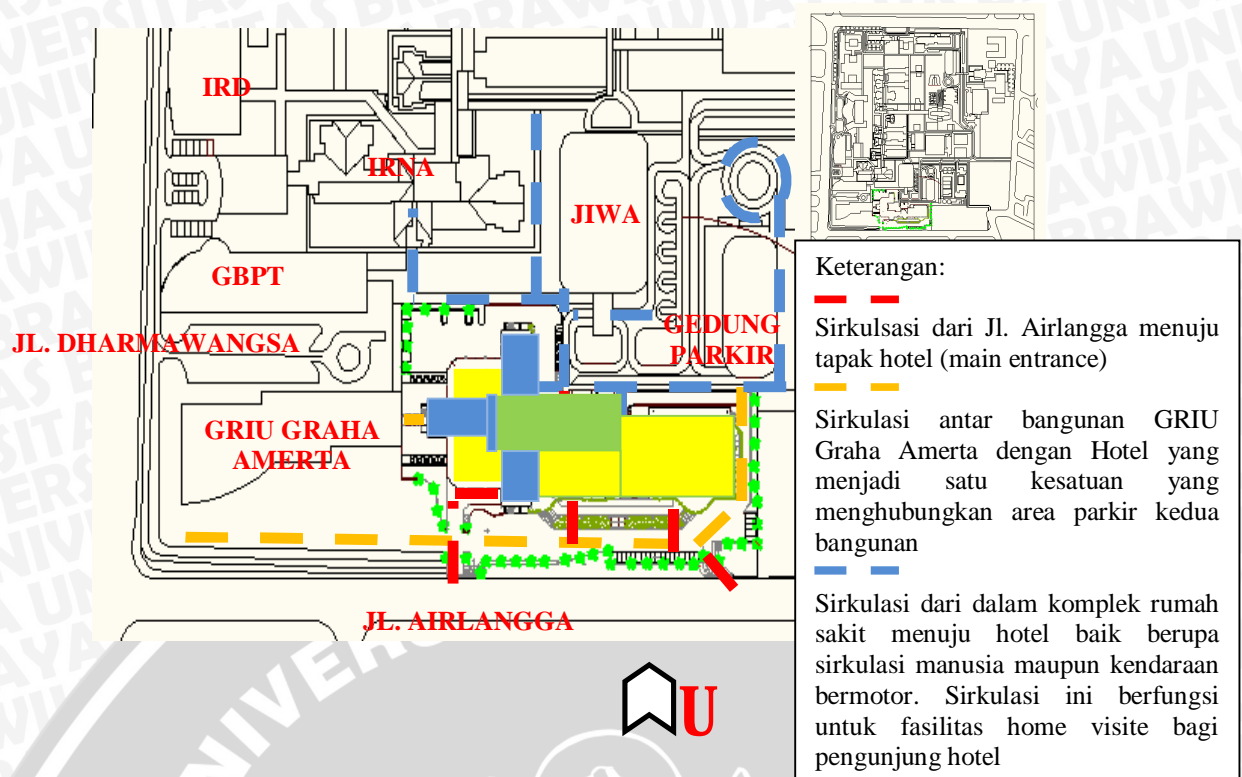 IRD
IRNA
JIWA
GBPT
GEDUNG
PARKIR
JL. DHARMAWANGSA
GRIU GRAHA
AMERTA
JL. AIRLANGGA
U
Keterangan:
Sirkulsasi dari Jl. Airlangga menuju
tapak hotel (main entrance)
Sirkulasi antar bangunan GRIU
Graha Amerta dengan Hotel yang
menjadi satu kesatuan yang
menghubungkan area parkir kedua
bangunan
Sirkulasi dari dalam komplek rumah
sakit menuju hotel baik berupa
sirkulasi manusia maupun kendaraan
bermotor. Sirkulasi ini berfungsi
untuk fasilitas home visite bagi
pengunjung hotel